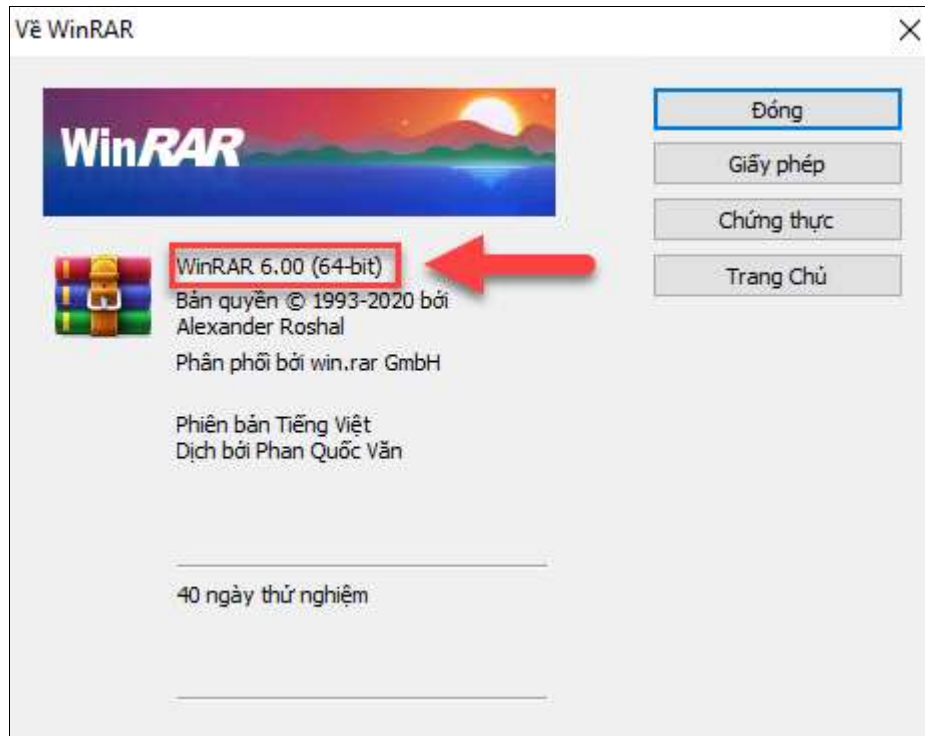 Về WinRAR
WinRAR
Đóng
Giấy phép
Chứng thực
Trang Chủ
WinRAR 6.00 (64-bit)
Bản quyền © 1993-2020 bởi
Alexander Roshal
Phân phối bởi win.rar GmbH
Phiên bản Tiếng Việt
Dịch bởi Phan Quốc Văn
40 ngày thử nghiệm